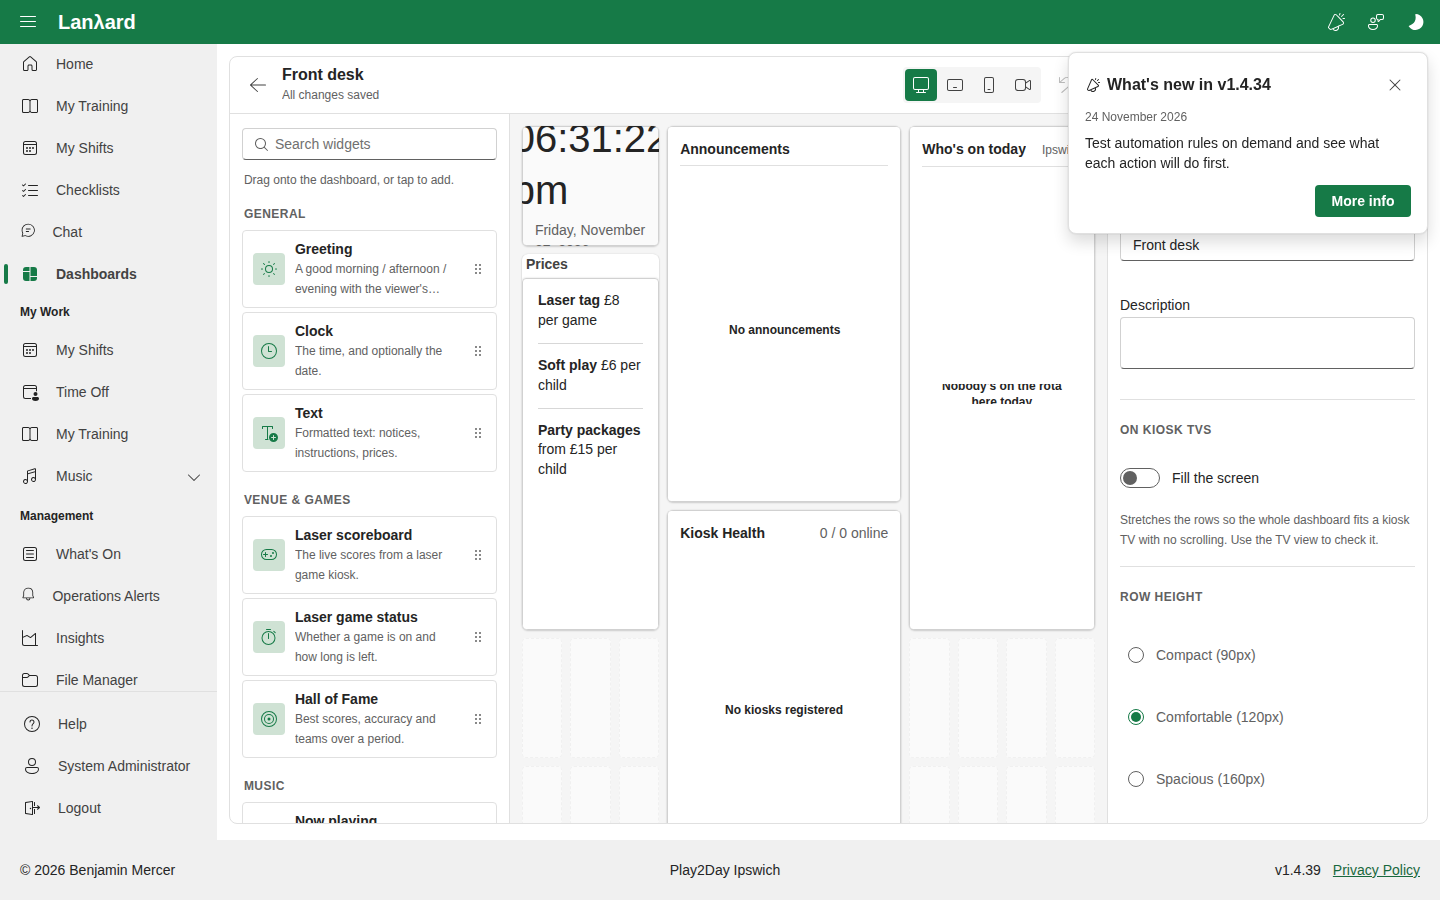 Lanλard
Home
My Training
My Shifts
Checklists
Chat
Dashboards
My Work
My Shifts
Time Off
My Training
Music
Management
What's On
Operations Alerts
Insights
File Manager
Help
System Administrator
Logout
Front desk
All changes saved
Search widgets
Drag onto the dashboard, or tap to add.
GENERAL
Greeting
A good morning / afternoon /
evening with the viewer's…
Clock
The time, and optionally the
date.
Text
Formatted text: notices,
instructions, prices.
VENUE & GAMES
Laser scoreboard
The live scores from a laser
game kiosk.
Laser game status
Whether a game is on and
how long is left.
Hall of Fame
Best scores, accuracy and
teams over a period.
MUSIC
Now playing
06:31:22
pm
Friday, November
Prices
Laser tag £8
per game
Soft play £6 per
child
Party packages
from £15 per
child
Announcements
No announcements
Kiosk Health 0 / 0 online
No kiosks registered
Who's on today Ipswi
Nobody's on the rota
here today
What's new in v1.4.34
24 November 2026
Test automation rules on demand and see what
each action will do first.
More info
Front desk
Description
ON KIOSK TVS
Fill the screen
Stretches the rows so the whole dashboard fits a kiosk
TV with no scrolling. Use the TV view to check it.
ROW HEIGHT
Compact (90px)
Comfortable (120px)
Spacious (160px)
© 2026 Benjamin Mercer
Play2Day Ipswich
v1.4.39 Privacy Policy